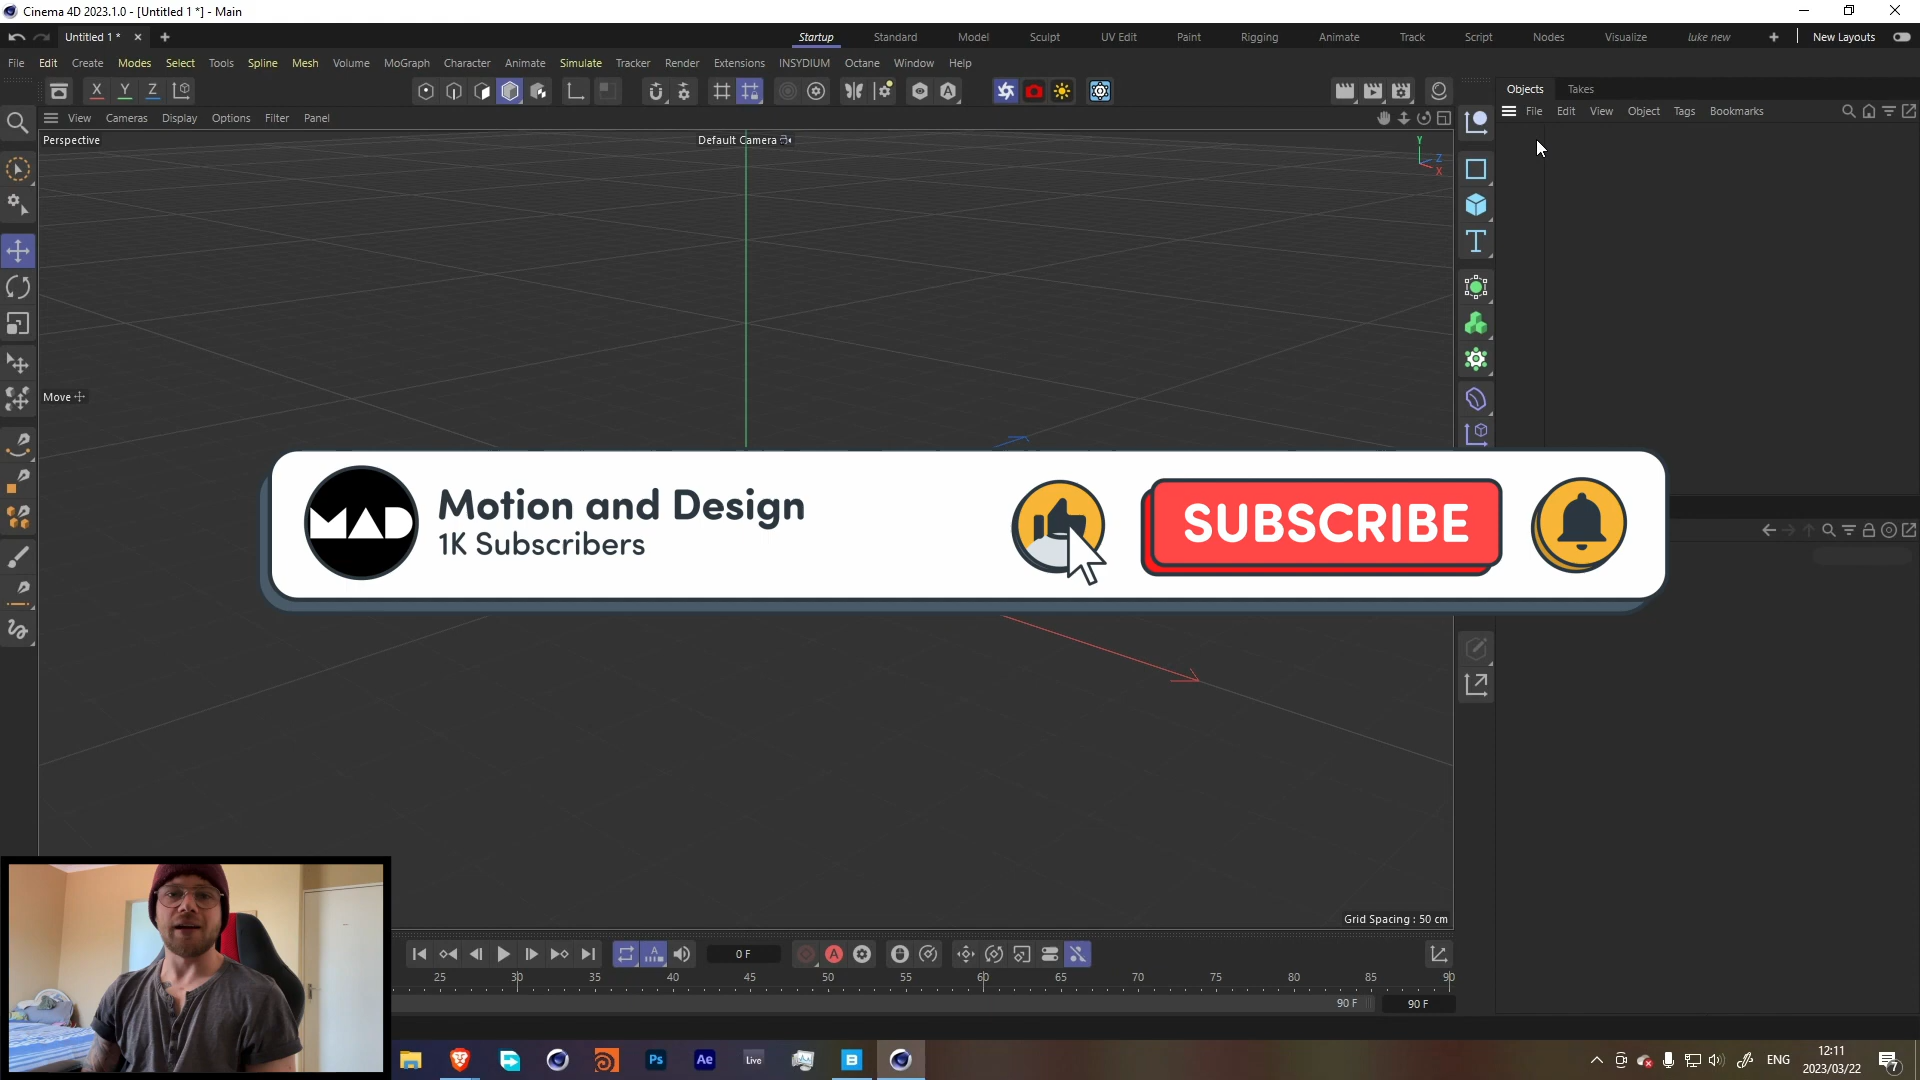 Cinema 4D 2023.1.0 - [Untitled 1 *] - Main
Untitled 1 *
Startup Standard Model Sculpt UV Edit Paint Rigging Animate Track Script Nodes Visualize luke new New Layouts
File Edit Create Modes Select Tools Spline Mesh Volume MoGraph Character Animate Simulate Tracker Render Extensions INSYDIUM Octane Window Help
X Y Z
Objects Takes
File Edit View Object Tags Bookmarks
View Cameras Display Options Filter Panel
Perspective
Default Camera
Y
Z
X
Move
MAD
Motion and Design
1K Subscribers
SUBSCRIBE
Grid Spacing : 50 cm
0 F
25 30 35 40 45 50 55 60 65 70 75 80 85 90
90 F 90 F
Ps Ae Live B
ENG
12:11
2023/03/22
7